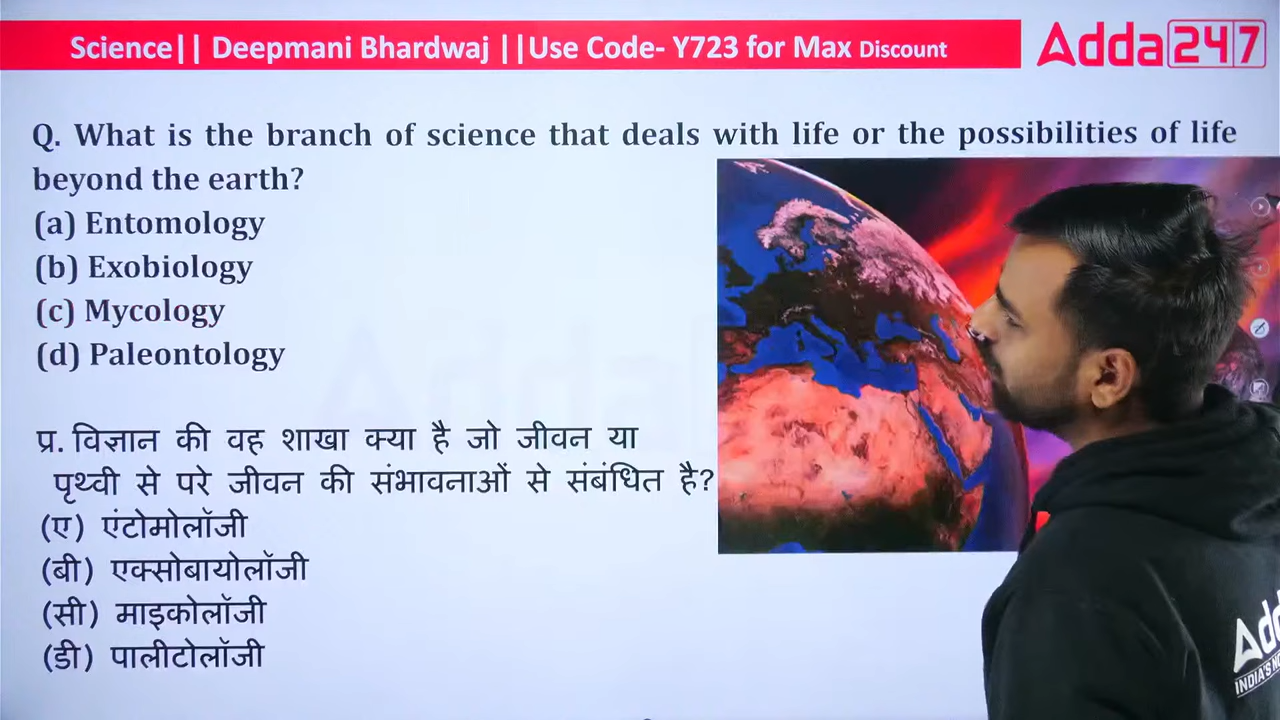 Science|| Deepmani Bhardwaj ||Use Code- Y723 for Max Discount
Adda 247
Q. What is the branch of science that deals with life or the possibilities of life
beyond the earth?
(a) Entomology
(b) Exobiology
(c) Mycology
(d) Paleontology
प्र. विज्ञान की वह शाखा क्या है जो जीवन या
पृथ्वी से परे जीवन की संभावनाओं से संबंधित है?
(ए) एंटोमोलॉजी
(बी) एक्सोबायोलॉजी
(सी) माइकोलॉजी
(डी) पालीटोलॉजी